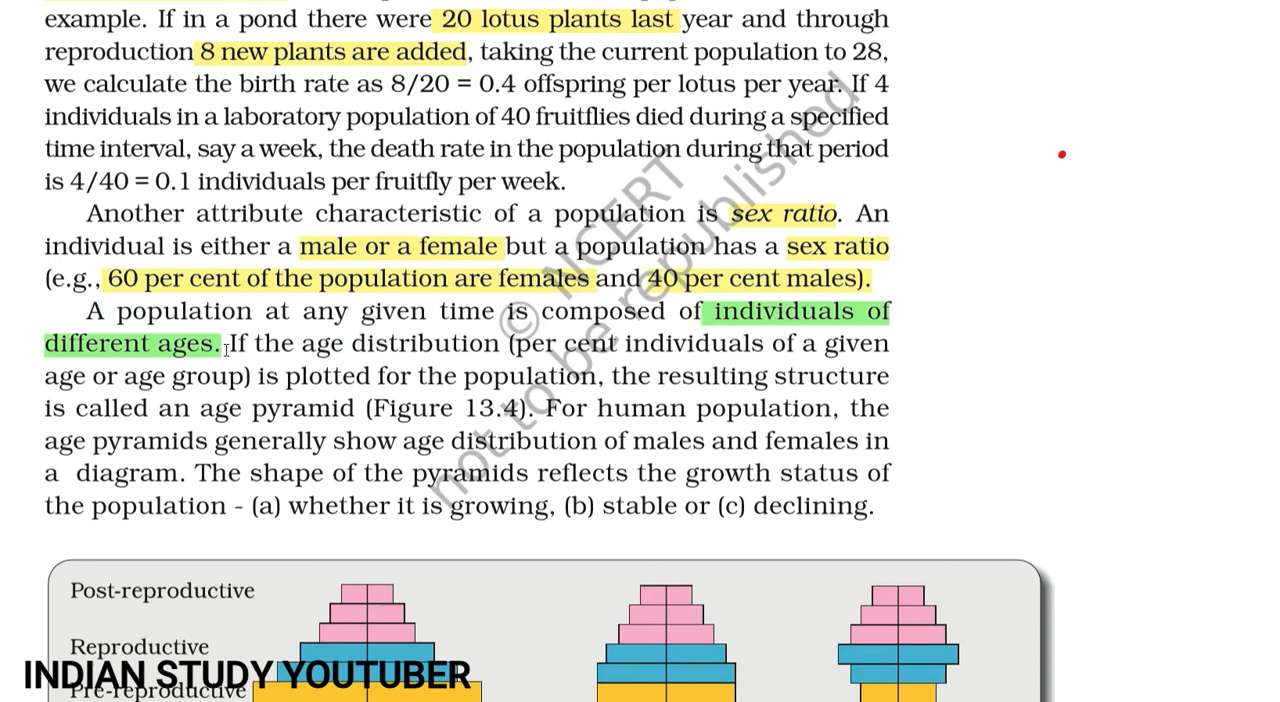 example. If in a pond there were 20 lotus plants last year and through
reproduction 8 new plants are added, taking the current population to 28,
we calculate the birth rate as 8/20 = 0.4 offspring per lotus per year. If 4
individuals in a laboratory population of 40 fruitflies died during a specified
time interval, say a week, the death rate in the population during that period
is 4/40 = 0.1 individuals per fruitfly per week.
Another attribute characteristic of a population is sex ratio. An
individual is either a male or a female but a population has a sex ratio
(e.g., 60 per cent of the population are females and 40 per cent males).
A population at any given time is composed of individuals of
different ages. If the age distribution (per cent individuals of a given
age or age group) is plotted for the population, the resulting structure
is called an age pyramid (Figure 13.4). For human population, the
age pyramids generally show age distribution of males and females in
a diagram. The shape of the pyramids reflects the growth status of
the population - (a) whether it is growing, (b) stable or (c) declining.
© NCERT
not to be republished
Post-reproductive
Reproductive
INDIAN STUDY YOUTUBER
Pre-reproductive